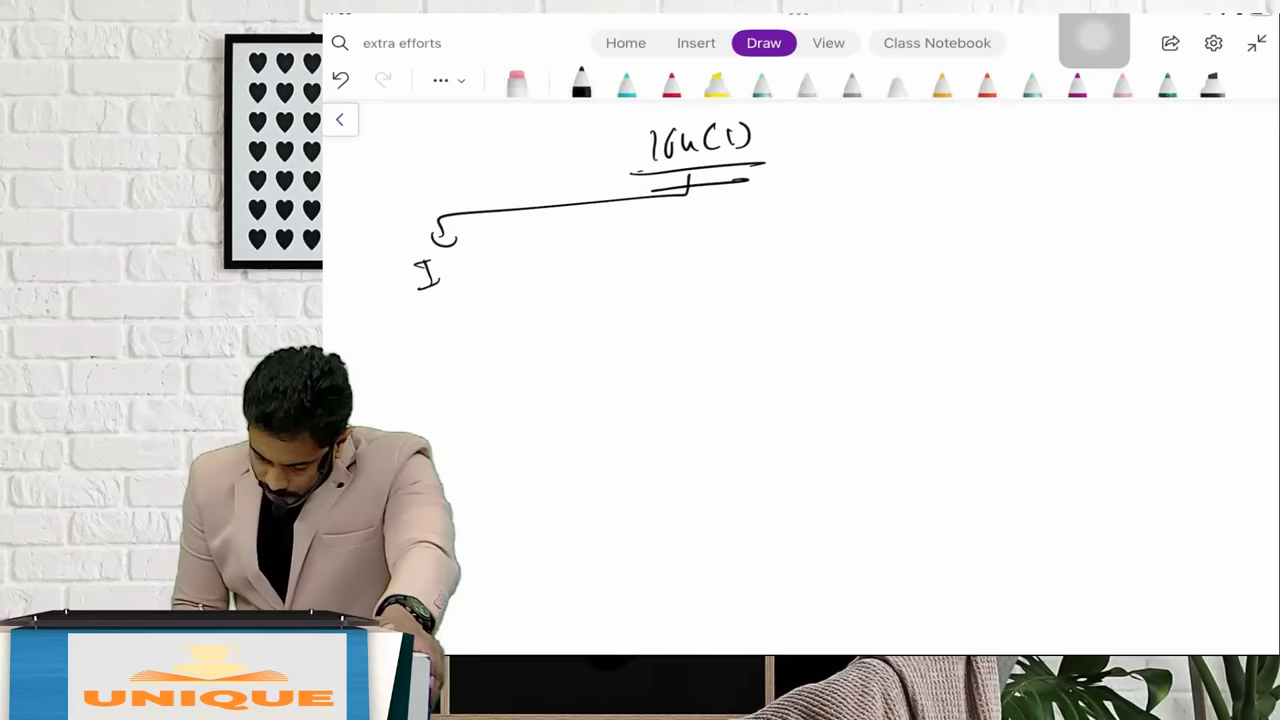 extra efforts
Home Insert Draw View Class Notebook
164(1)
I
UNIQUE